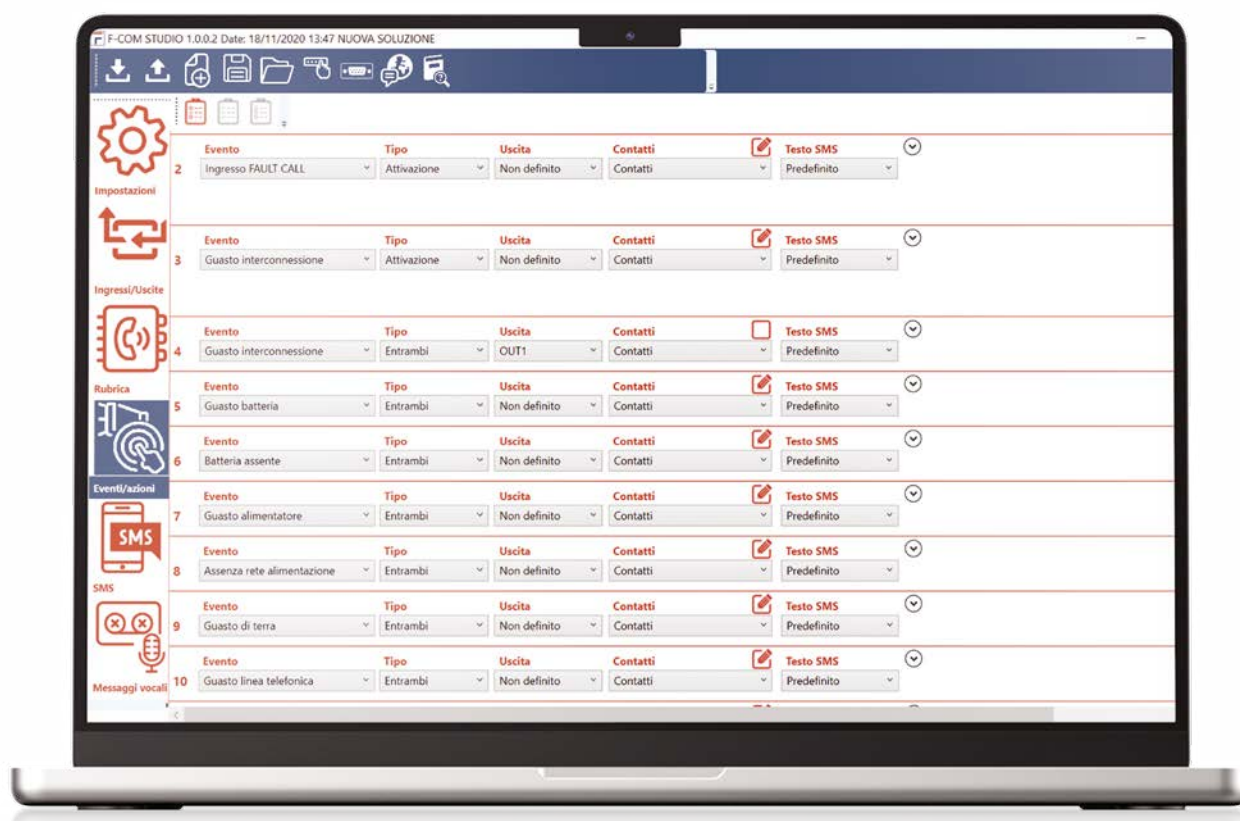 F-COM STUDIO 1.0.0.2 Date: 18/11/2020 13:47 NUOVA SOLUZIONE
Impostazioni
Ingressi/Uscite
Rubrica
Eventi/azioni
SMS
SMS
Messaggi vocali
Evento Tipo Uscita Contatti Testo SMS
2 Ingresso FAULT CALL Attivazione Non definito Contatti Predefinito
Evento Tipo Uscita Contatti Testo SMS
3 Guasto interconnessione Attivazione Non definito Contatti Predefinito
Evento Tipo Uscita Contatti Testo SMS
4 Guasto interconnessione Entrambi OUT1 Contatti Predefinito
Evento Tipo Uscita Contatti Testo SMS
5 Guasto batteria Entrambi Non definito Contatti Predefinito
Evento Tipo Uscita Contatti Testo SMS
6 Batteria assente Entrambi Non definito Contatti Predefinito
Evento Tipo Uscita Contatti Testo SMS
7 Guasto alimentatore Entrambi Non definito Contatti Predefinito
Evento Tipo Uscita Contatti Testo SMS
8 Assenza rete alimentazione Entrambi Non definito Contatti Predefinito
Evento Tipo Uscita Contatti Testo SMS
9 Guasto di terra Entrambi Non definito Contatti Predefinito
Evento Tipo Uscita Contatti Testo SMS
10 Guasto linea telefonica Entrambi Non definito Contatti Predefinito